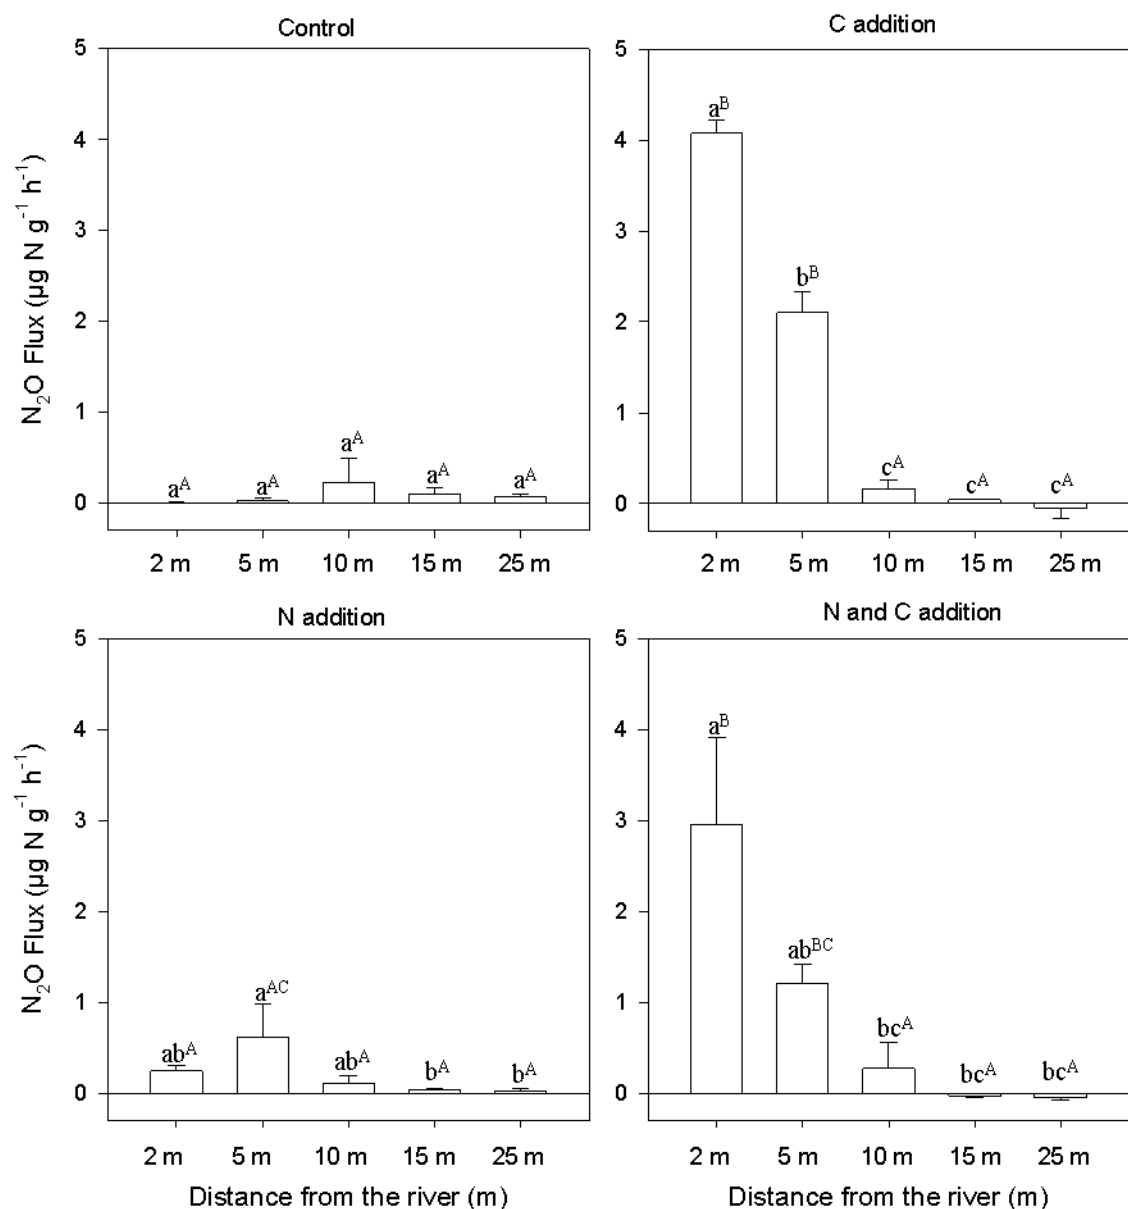 Control
N₂O Flux (µg N g⁻¹ h⁻¹)
5
4
3
2
1
0
aᴬ
aᴬ
aᴬ
aᴬ
aᴬ
2 m
5 m
10 m
15 m
25 m
C addition
5
4
3
2
1
0
aᴮ
bᴮ
cᴬ
cᴬ
cᴬ
2 m
5 m
10 m
15 m
25 m
N addition
N₂O Flux (µg N g⁻¹ h⁻¹)
5
4
3
2
1
0
abᴬ
aᴬC
abᴬ
bᴬ
bᴬ
2 m
5 m
10 m
15 m
25 m
Distance from the river (m)
N and C addition
5
4
3
2
1
0
aᴮ
abᴮC
bcᴬ
bcᴬ
bcᴬ
2 m
5 m
10 m
15 m
25 m
Distance from the river (m)